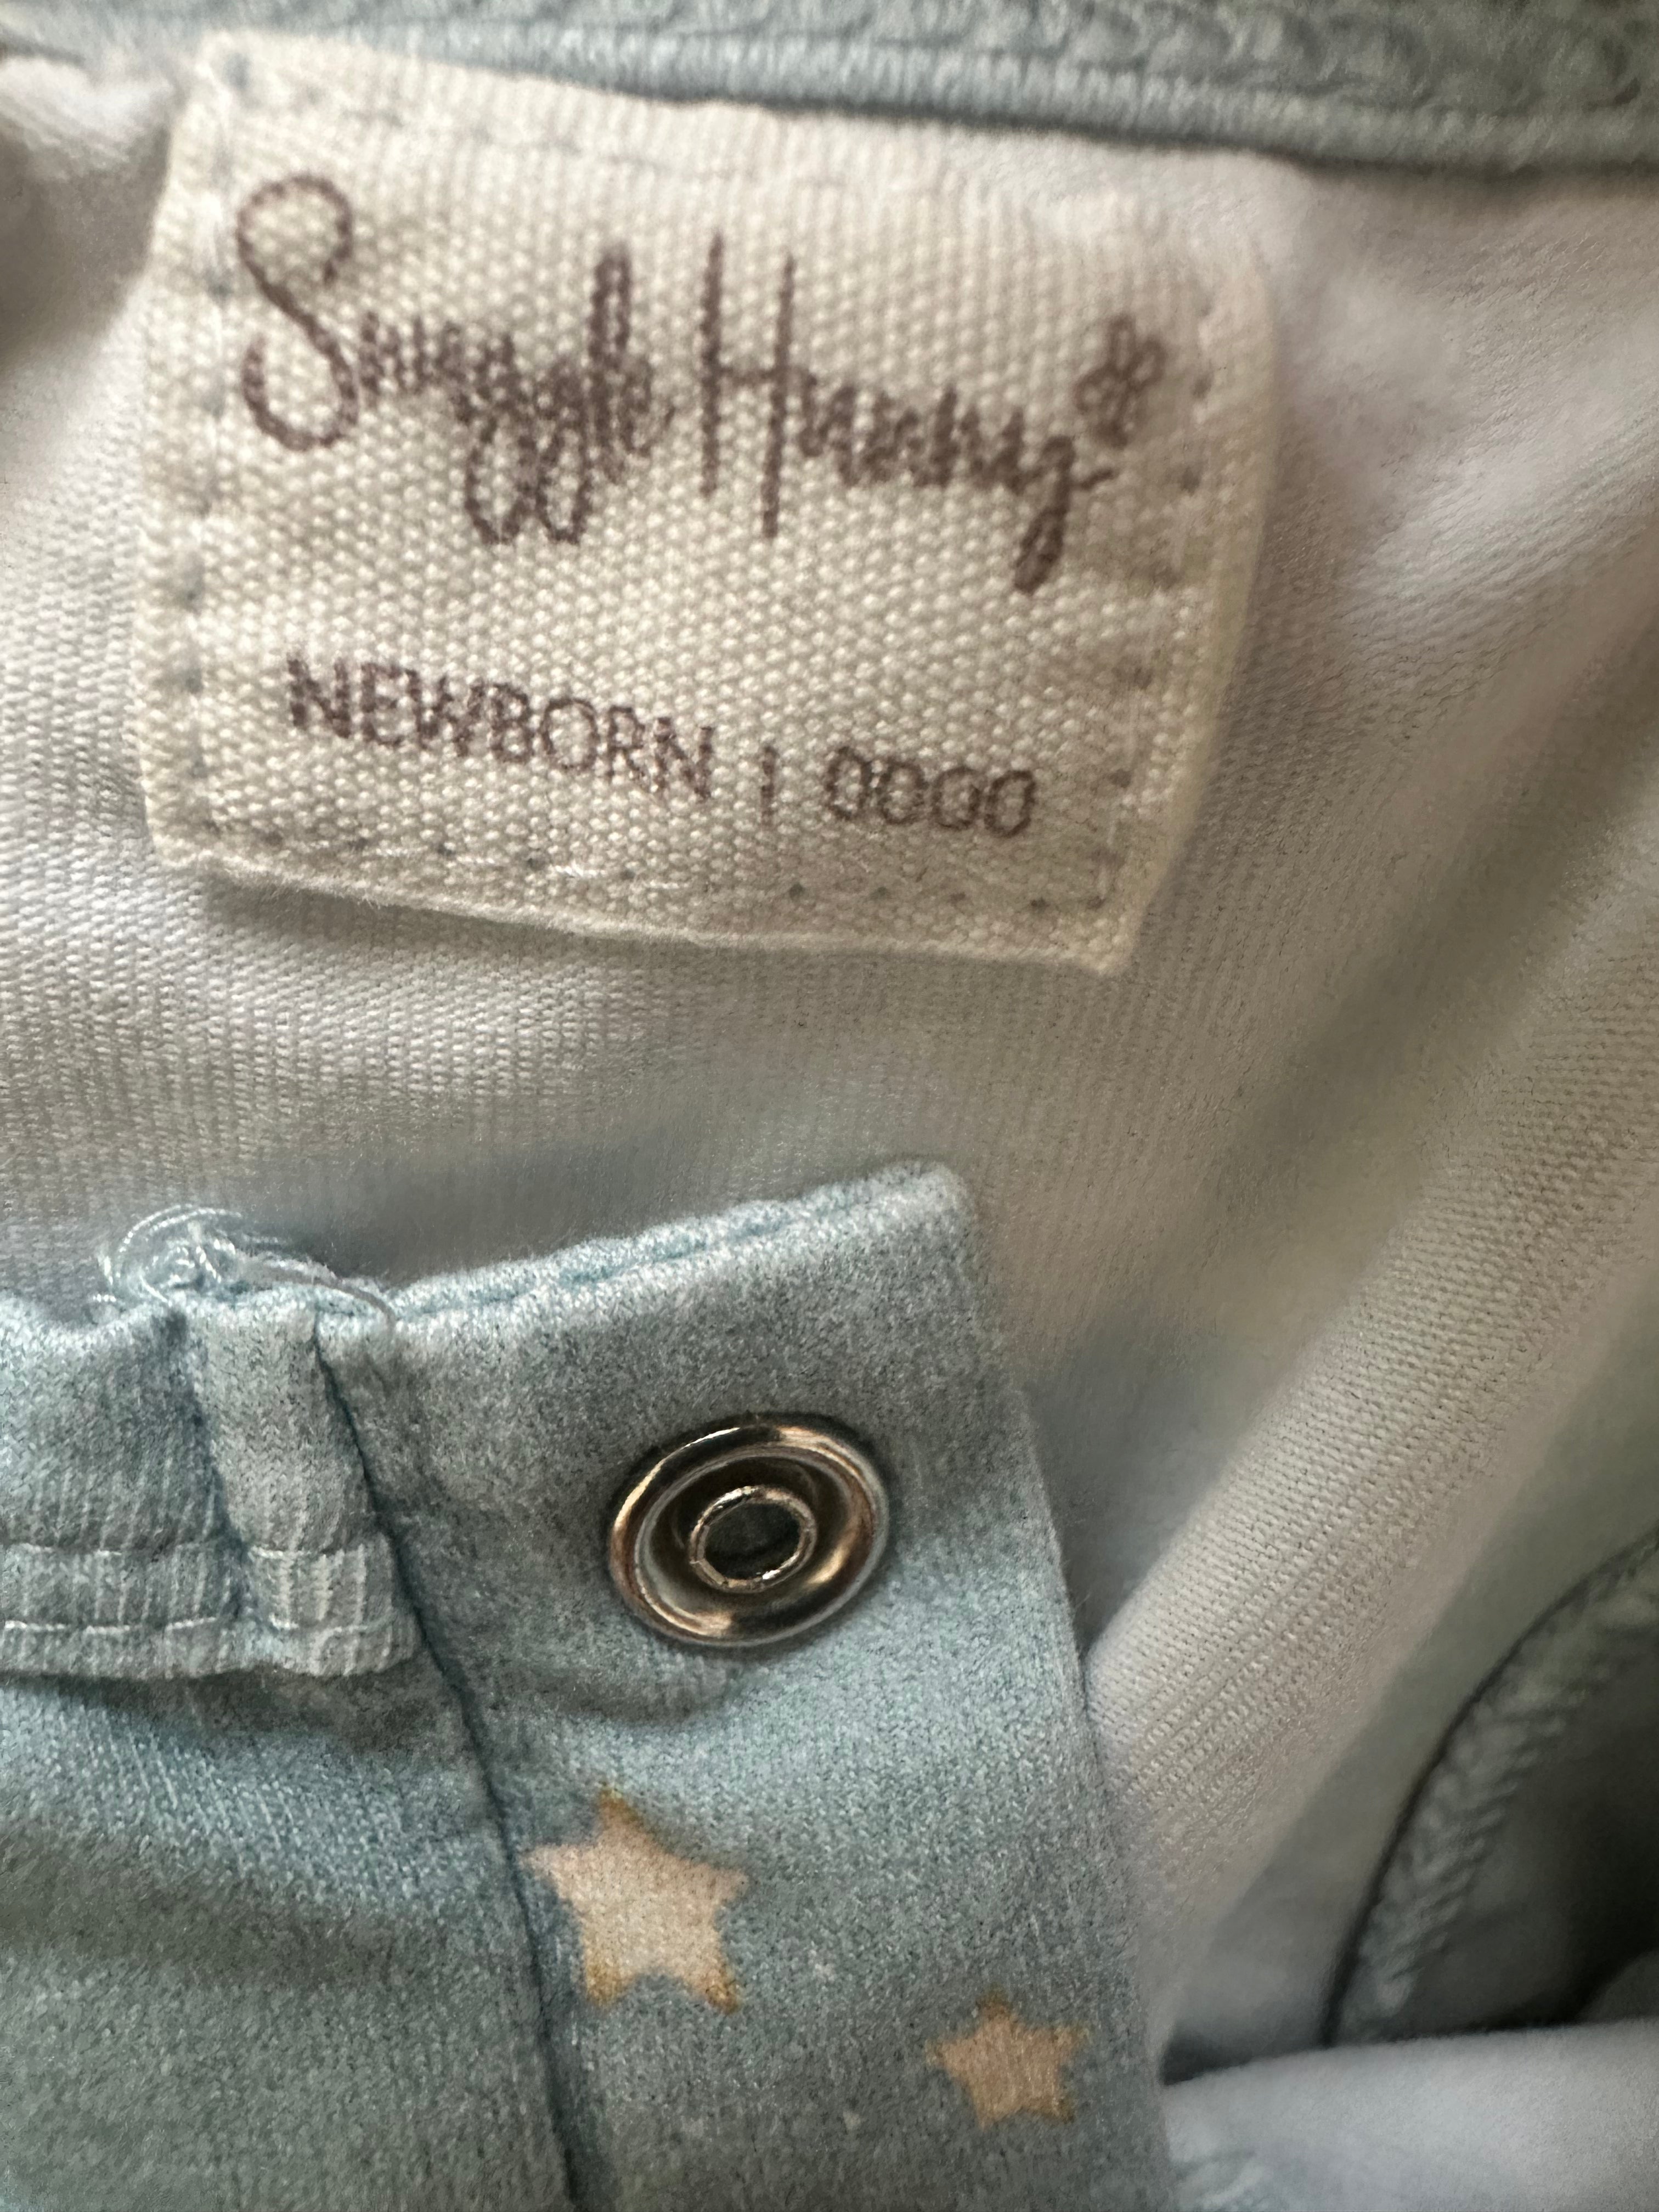 Snuggle Hunny
NEWBORN | 0000